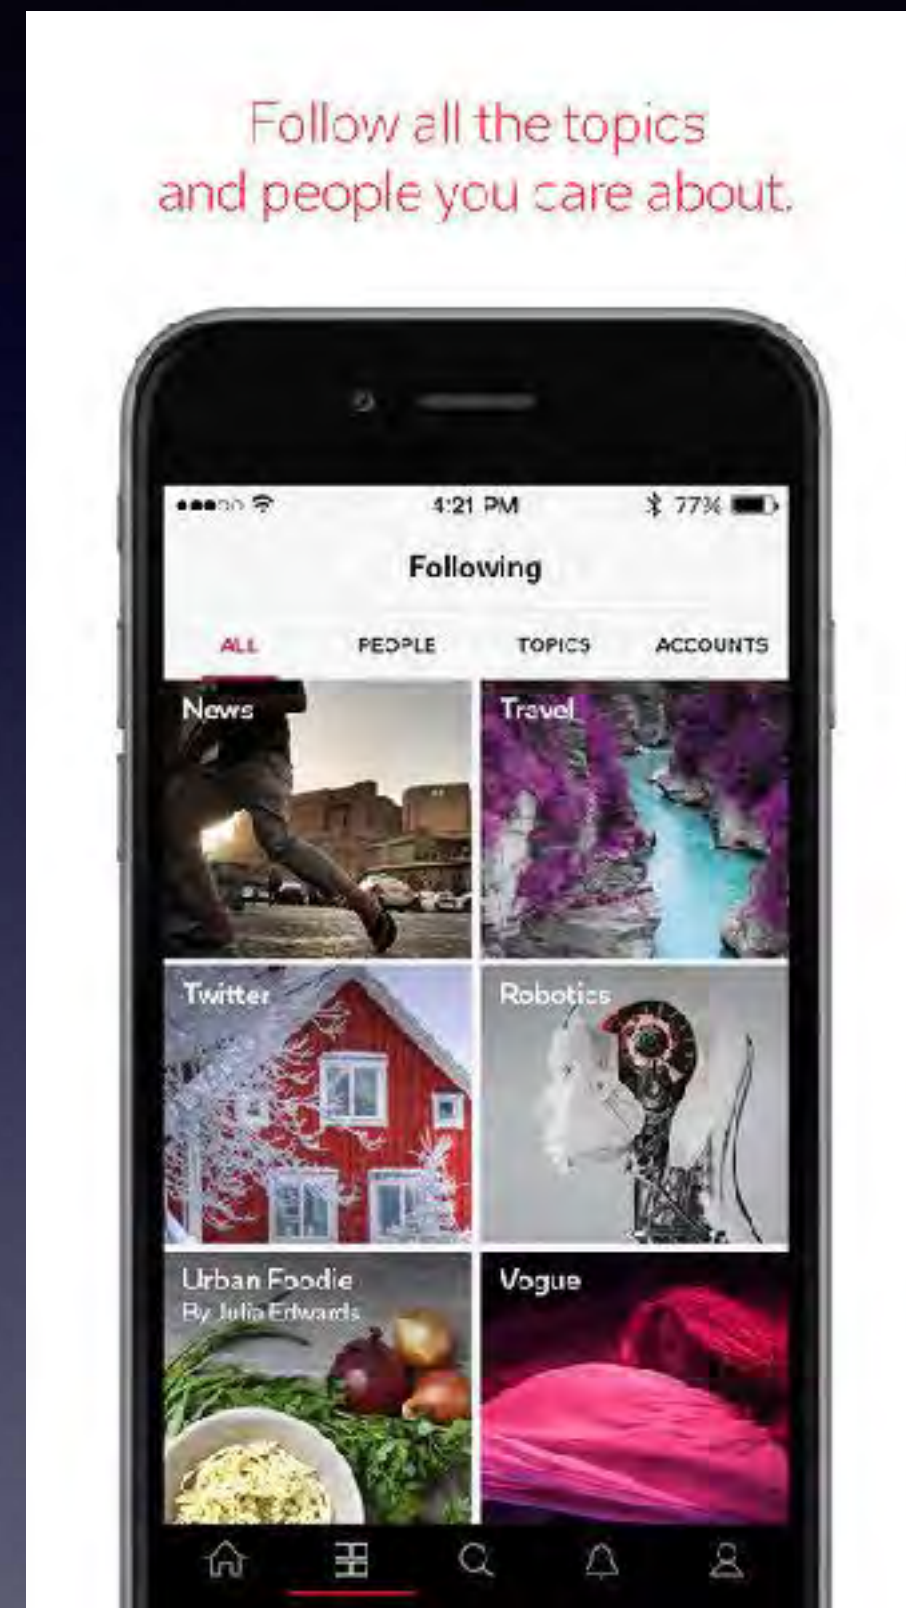 Follow all the topics
and people you care about.
4:21 PM
77%
Following
ALL PEOPLE TOPICS ACCOUNTS
News
Travel
Twitter
Robotics
Urban Foodie
By Julia Edwards
Vogue